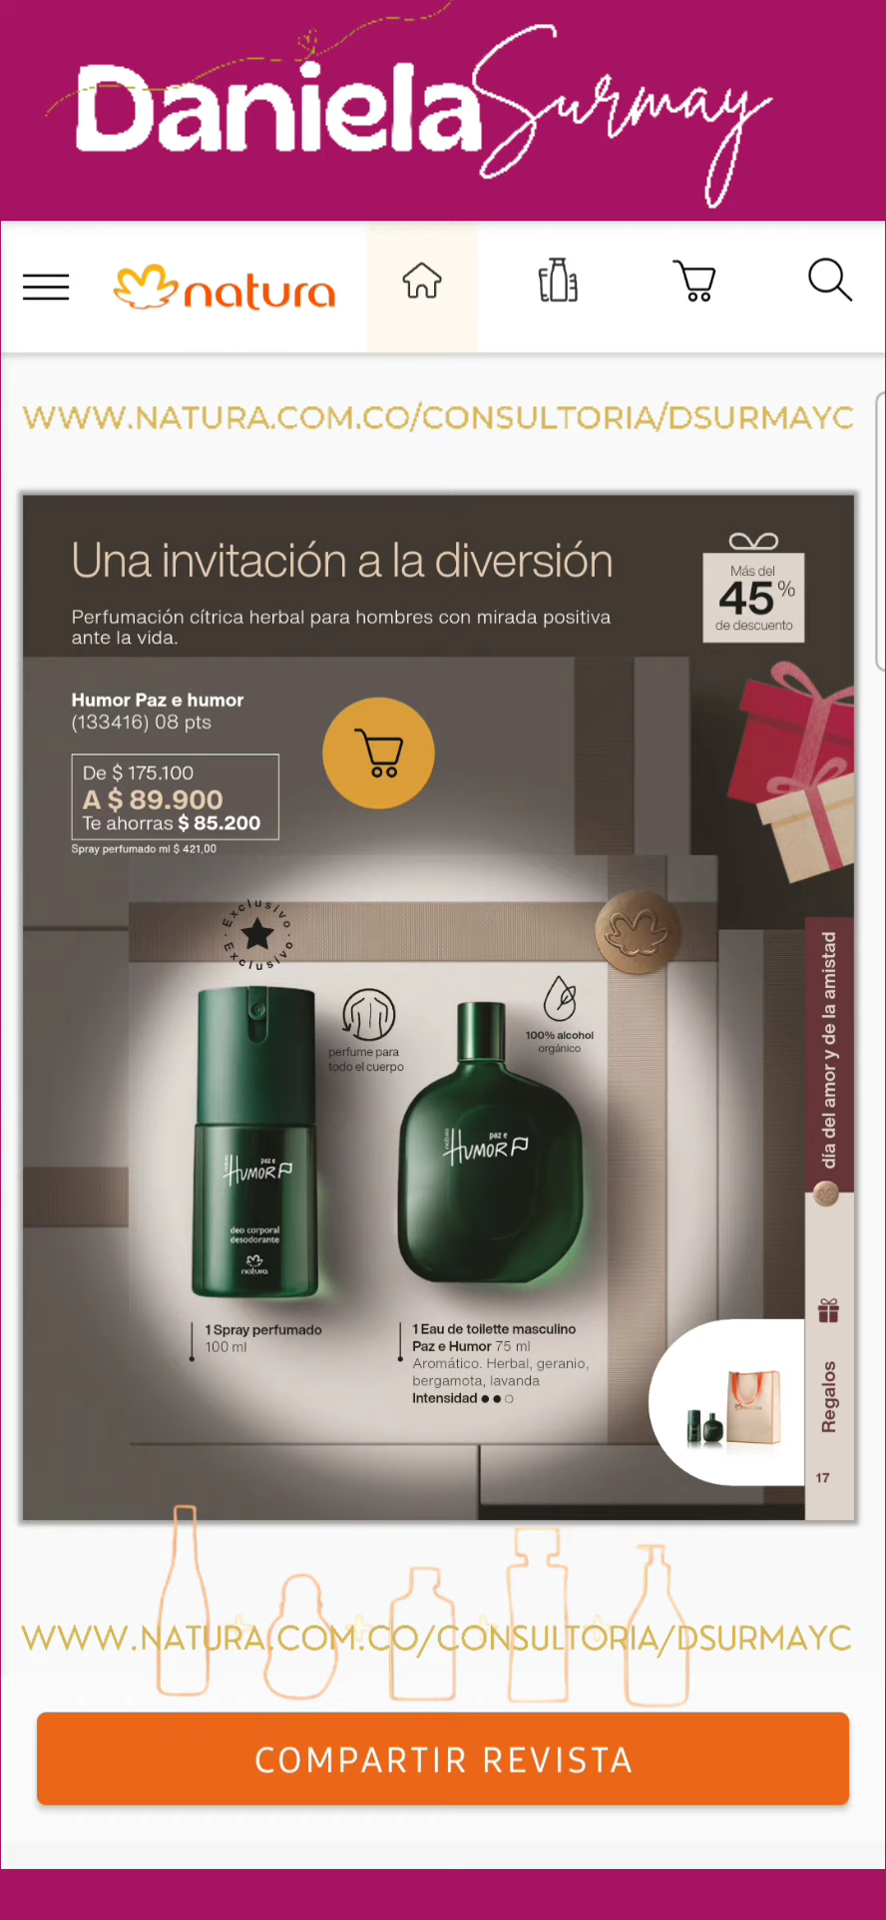 Daniela Surmay
natura
WWW.NATURA.COM.CO/CONSULTORIA/DSURMAYC
Una invitación a la diversión
Perfumación cítrica herbal para hombres con mirada positiva
ante la vida.
Más del
45%
de descuento
Humor Paz e humor
(133416) 08 pts
De $ 175.100
A $ 89.900
Te ahorras $ 85.200
Spray perfumado ml $ 421,00
· Exclusivo · Exclusivo
perfume para
todo el cuerpo
100% alcohol
orgánico
natura
paz e
HUMOR
deo corporal
desodorante
natura
natura
paz e
HUMOR
1 Spray perfumado
100 ml
1 Eau de toilette masculino
Paz e Humor 75 ml
Aromático. Herbal, geranio,
bergamota, lavanda
Intensidad
día del amor y de la amistad
Regalos
17
WWW.NATURA.COM.CO/CONSULTORIA/DSURMAYC
COMPARTIR REVISTA